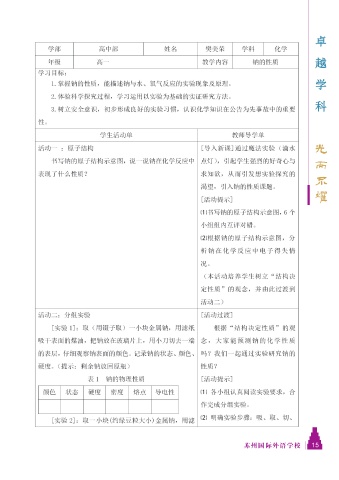 学部 高中部 姓名 樊美荣 学科 化学
年级 高一 教学内容 钠的性质
学习目标:
1.掌握钠的性质,能描述钠与水、氧气反应的实验现象及原理。
2.体验科学探究过程,学习运用以实验为基础的实证研究方法。
3.树立安全意识,初步形成良好的实验习惯,认识化学知识在公告为先事故中的重要
性。
学生活动单 教师导学单
活动一:原子结构
书写钠的原子结构示意图,说一说钠在化学反应中
表现了什么性质?
[导入新课]通过魔法实验(滴水
点灯),引起学生强烈的好奇心与
求知欲,从而引发想实验探究的
渴望,引入钠的性质课题。
[活动提示]
⑴书写钠的原子结构示意图,6个
小组组内互评对错。
⑵根据钠的原子结构示意图,分
析钠在化学反应中电子得失情
况。
(本活动培养学生树立“结构决
定性质”的观念,并由此过渡到
活动二)
活动二:分组实验
[实验1]:取(用镊子取)一小块金属钠,用滤纸
吸干表面的煤油,把钠放在玻璃片上,用小刀切去一端
的表层,仔细观察钠表面的颜色。记录钠的状态、颜色、
硬度。(提示:剩余钠放回原瓶)
表1 钠的物理性质
颜色 状态 硬度 密度 熔点 导电性
[实验2]:取一小块(约绿豆粒大小)金属钠,用滤
[活动过渡]
根据“结构决定性质”的观
念,大家能预测钠的化学性质
吗?我们一起通过实验研究钠的
性质?
[活动提示]
⑴ 各小组认真阅读实验要求,合
作完成分组实验。
⑵ 明确实验步骤:吸、取、切、
卓越学科
光而不耀
苏州国际外语学校 15